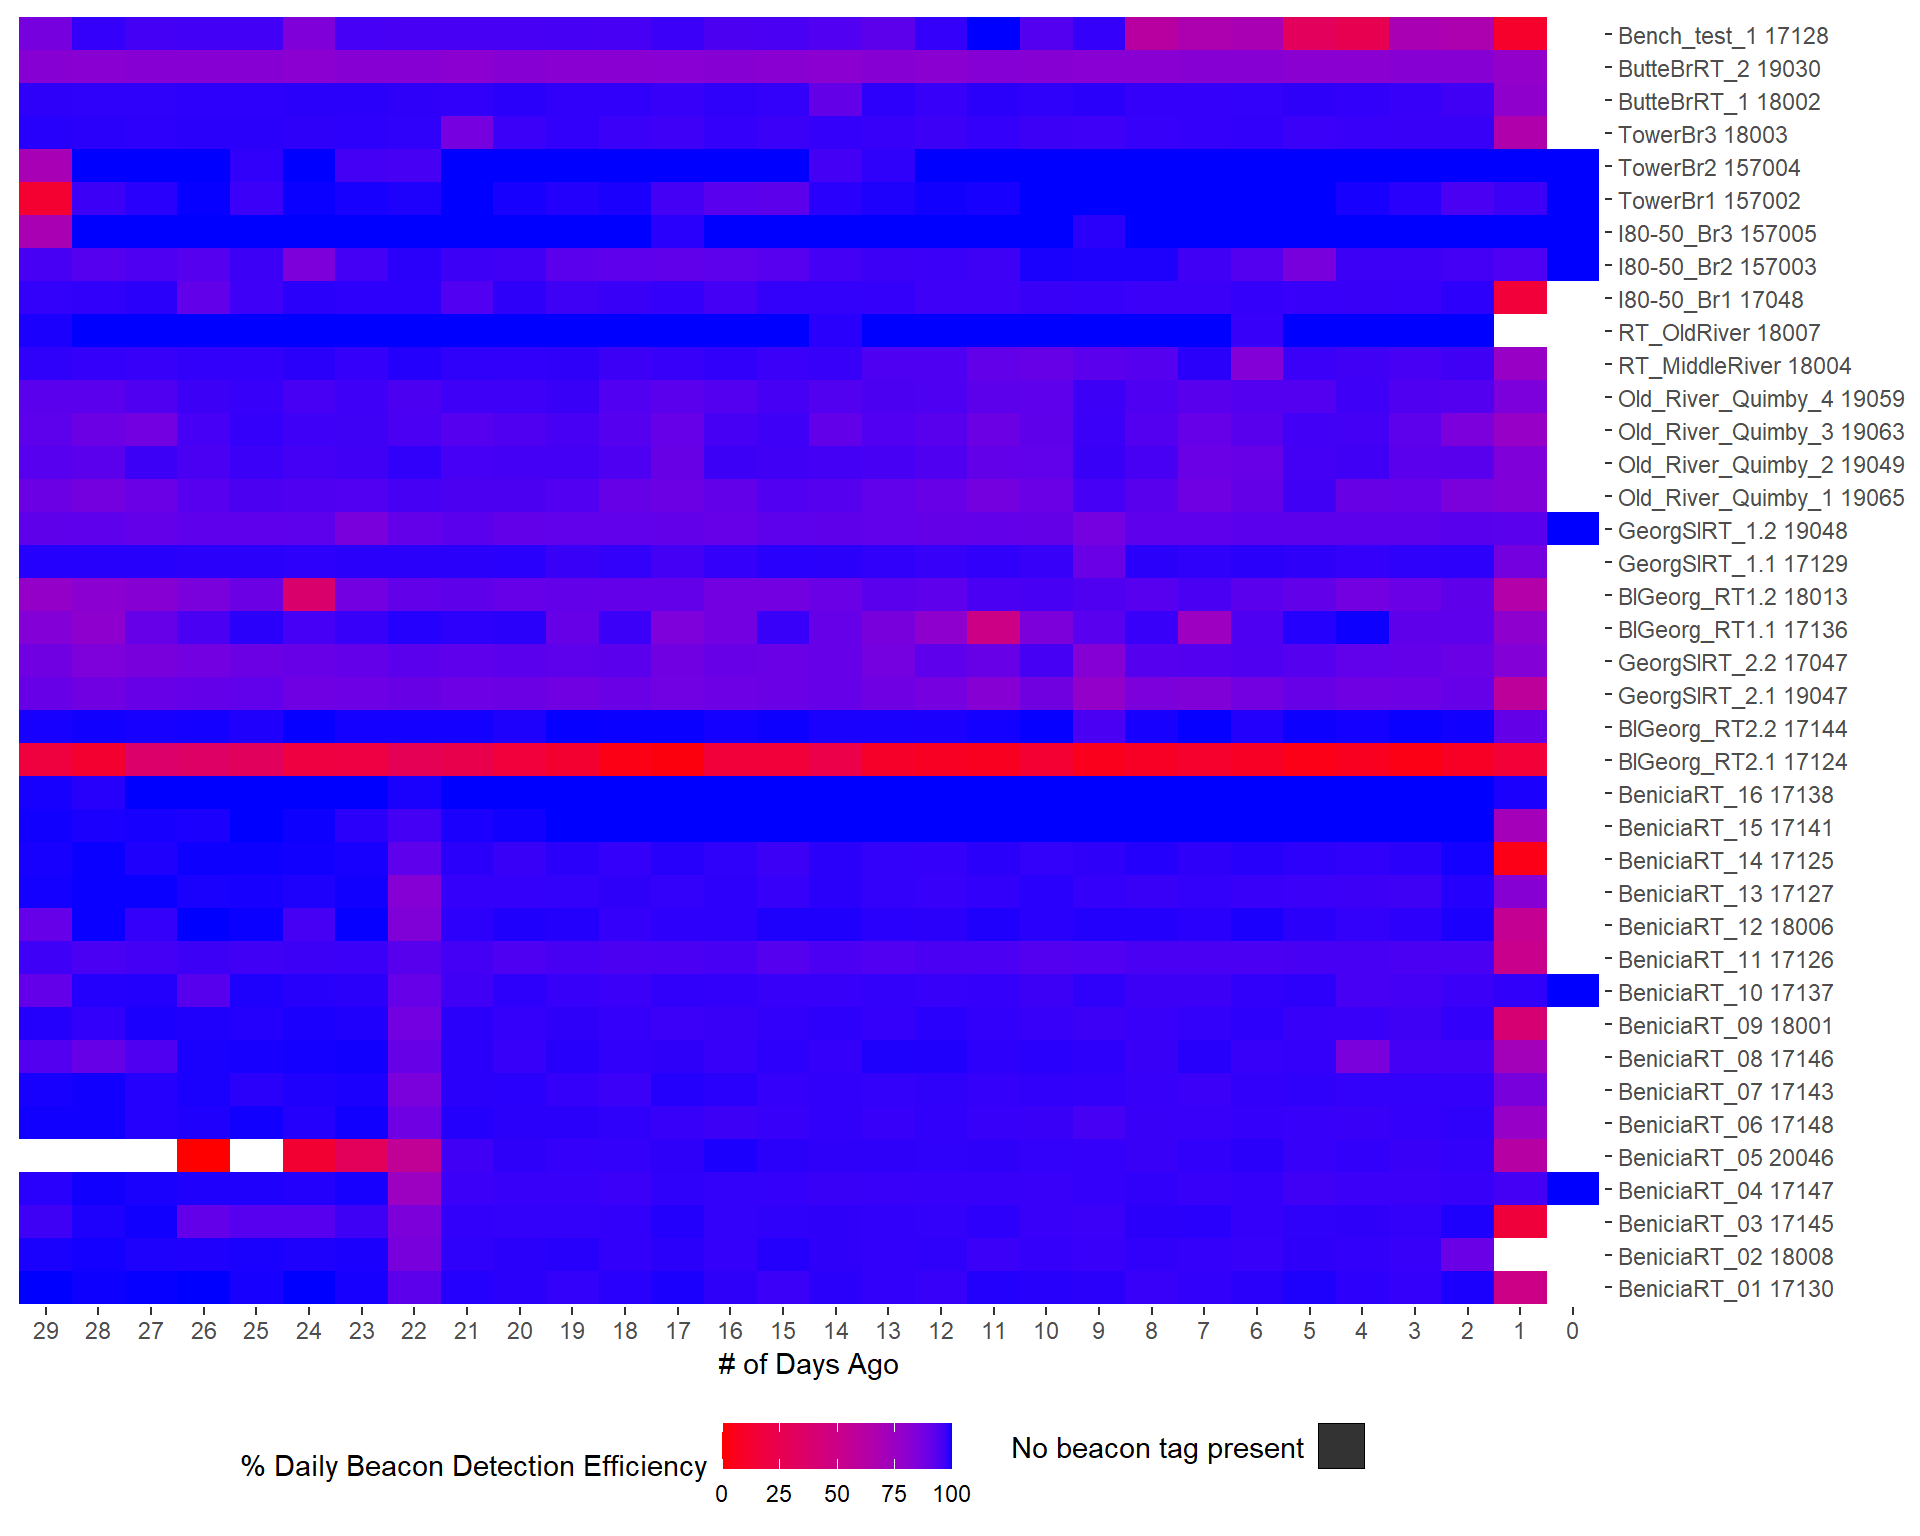 Bench_test_1 17128
ButteBrRT_2 19030
ButteBrRT_1 18002
TowerBr3 18003
TowerBr2 157004
TowerBr1 157002
I80-50_Br3 157005
I80-50_Br2 157003
I80-50_Br1 17048
RT_OldRiver 18007
RT_MiddleRiver 18004
Old_River_Quimby_4 19059
Old_River_Quimby_3 19063
Old_River_Quimby_2 19049
Old_River_Quimby_1 19065
GeorgSlRT_1.2 19048
GeorgSlRT_1.1 17129
BlGeorg_RT1.2 18013
BlGeorg_RT1.1 17136
GeorgSlRT_2.2 17047
GeorgSlRT_2.1 19047
BlGeorg_RT2.2 17144
BlGeorg_RT2.1 17124
BeniciaRT_16 17138
BeniciaRT_15 17141
BeniciaRT_14 17125
BeniciaRT_13 17127
BeniciaRT_12 18006
BeniciaRT_11 17126
BeniciaRT_10 17137
BeniciaRT_09 18001
BeniciaRT_08 17146
BeniciaRT_07 17143
BeniciaRT_06 17148
BeniciaRT_05 20046
BeniciaRT_04 17147
BeniciaRT_03 17145
BeniciaRT_02 18008
BeniciaRT_01 17130
29 28 27 26 25 24 23 22 21 20 19 18 17 16 15 14 13 12 11 10 9 8 7 6 5 4 3 2 1 0
# of Days Ago
% Daily Beacon Detection Efficiency
0 25 50 75 100
No beacon tag present